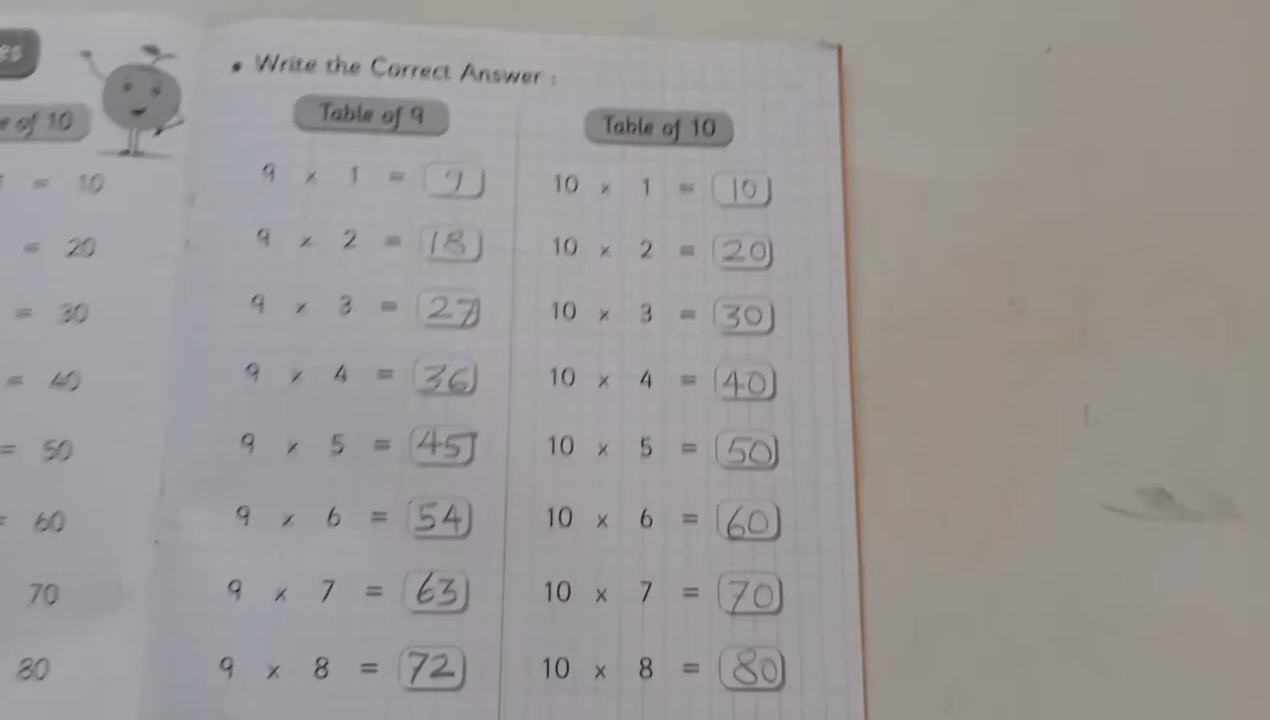 es
• Write the Correct Answer :
e of 10
Table of 9
Table of 10
= 10
9 × 1 = 9
10 × 1 = 10
= 20
9 × 2 = 18
10 × 2 = 20
= 30
9 × 3 = 27
10 × 3 = 30
= 40
9 × 4 = 36
10 × 4 = 40
= 50
9 × 5 = 45
10 × 5 = 50
= 60
9 × 6 = 54
10 × 6 = 60
70
9 × 7 = 63
10 × 7 = 70
80
9 × 8 = 72
10 × 8 = 80